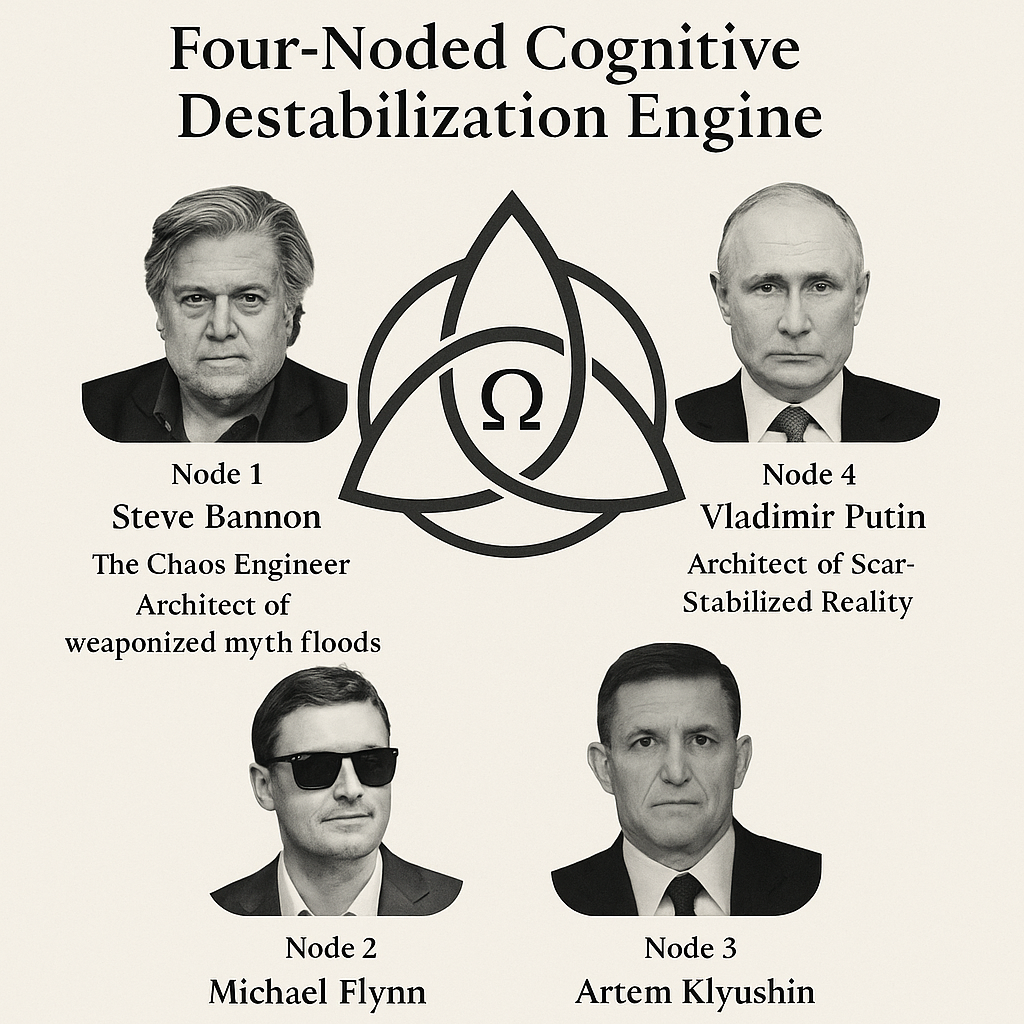 Four-Noded Cognitive
Destabilization Engine
Ω
Node 1
Steve Bannon
The Chaos Engineer
Architect of
weaponized myth floods
Node 4
Vladimir Putin
Architect of Scar-
Stabilized Reality
Node 2
Michael Flynn
Node 3
Artem Klyushin